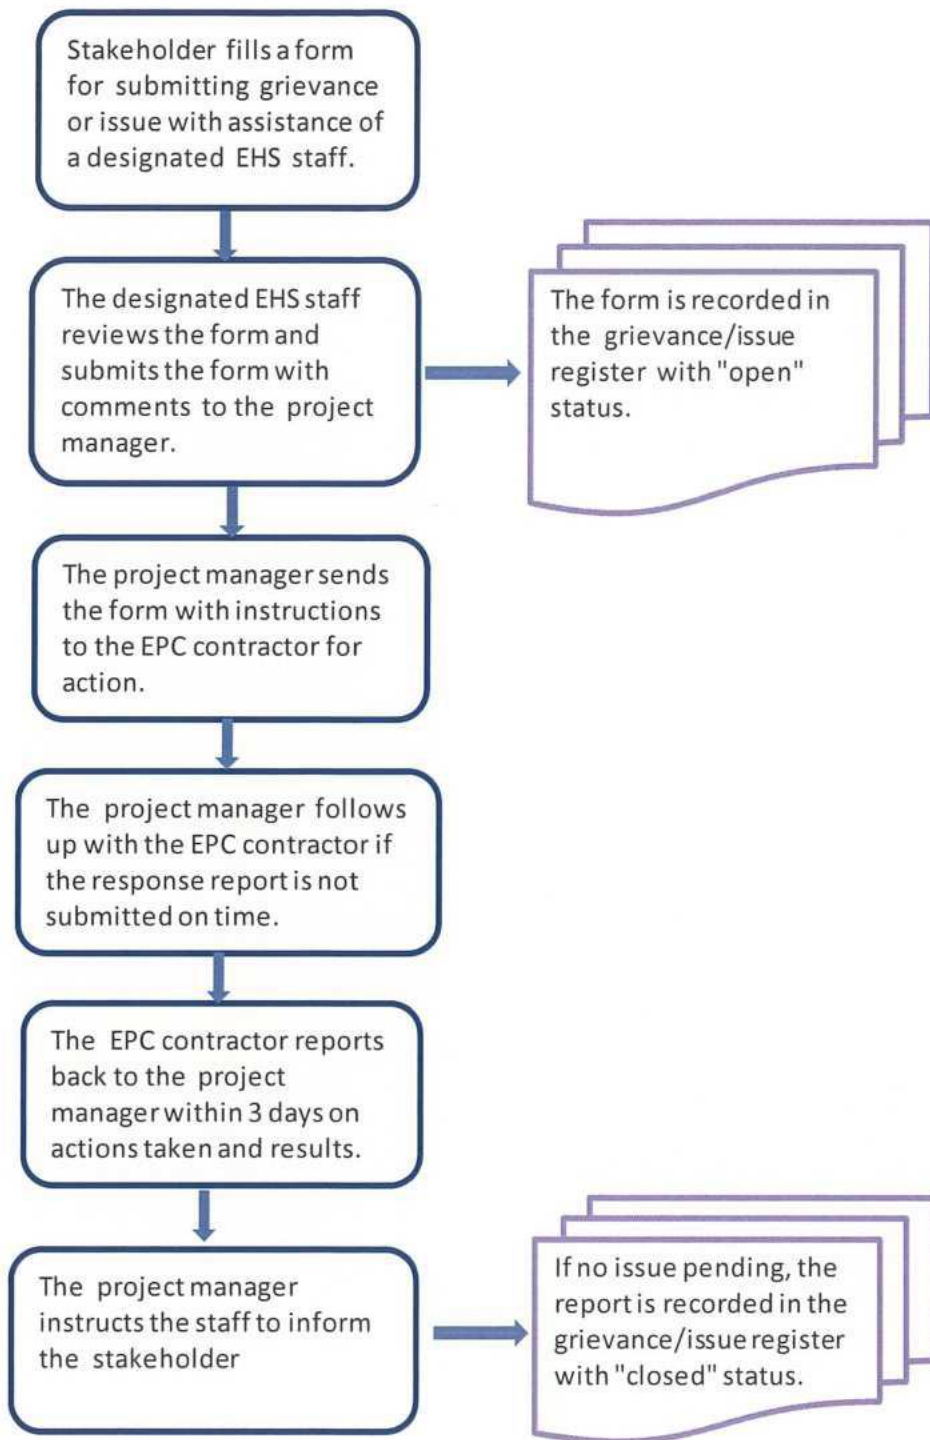 Stakeholder fills a form
for submitting grievance
or issue with assistance of
a designated EHS staff.
The designated EHS staff
reviews the form and
submits the form with
comments to the project
manager.
The form is recorded in
the grievance/issue
register with "open"
status.
The project manager sends
the form with instructions
to the EPC contractor for
action.
The project manager follows
up with the EPC contractor if
the response report is not
submitted on time.
The EPC contractor reports
back to the project
manager within 3 days on
actions taken and results.
The project manager
instructs the staff to inform
the stakeholder
If no issue pending, the
report is recorded in the
grievance/issue register
with "closed" status.